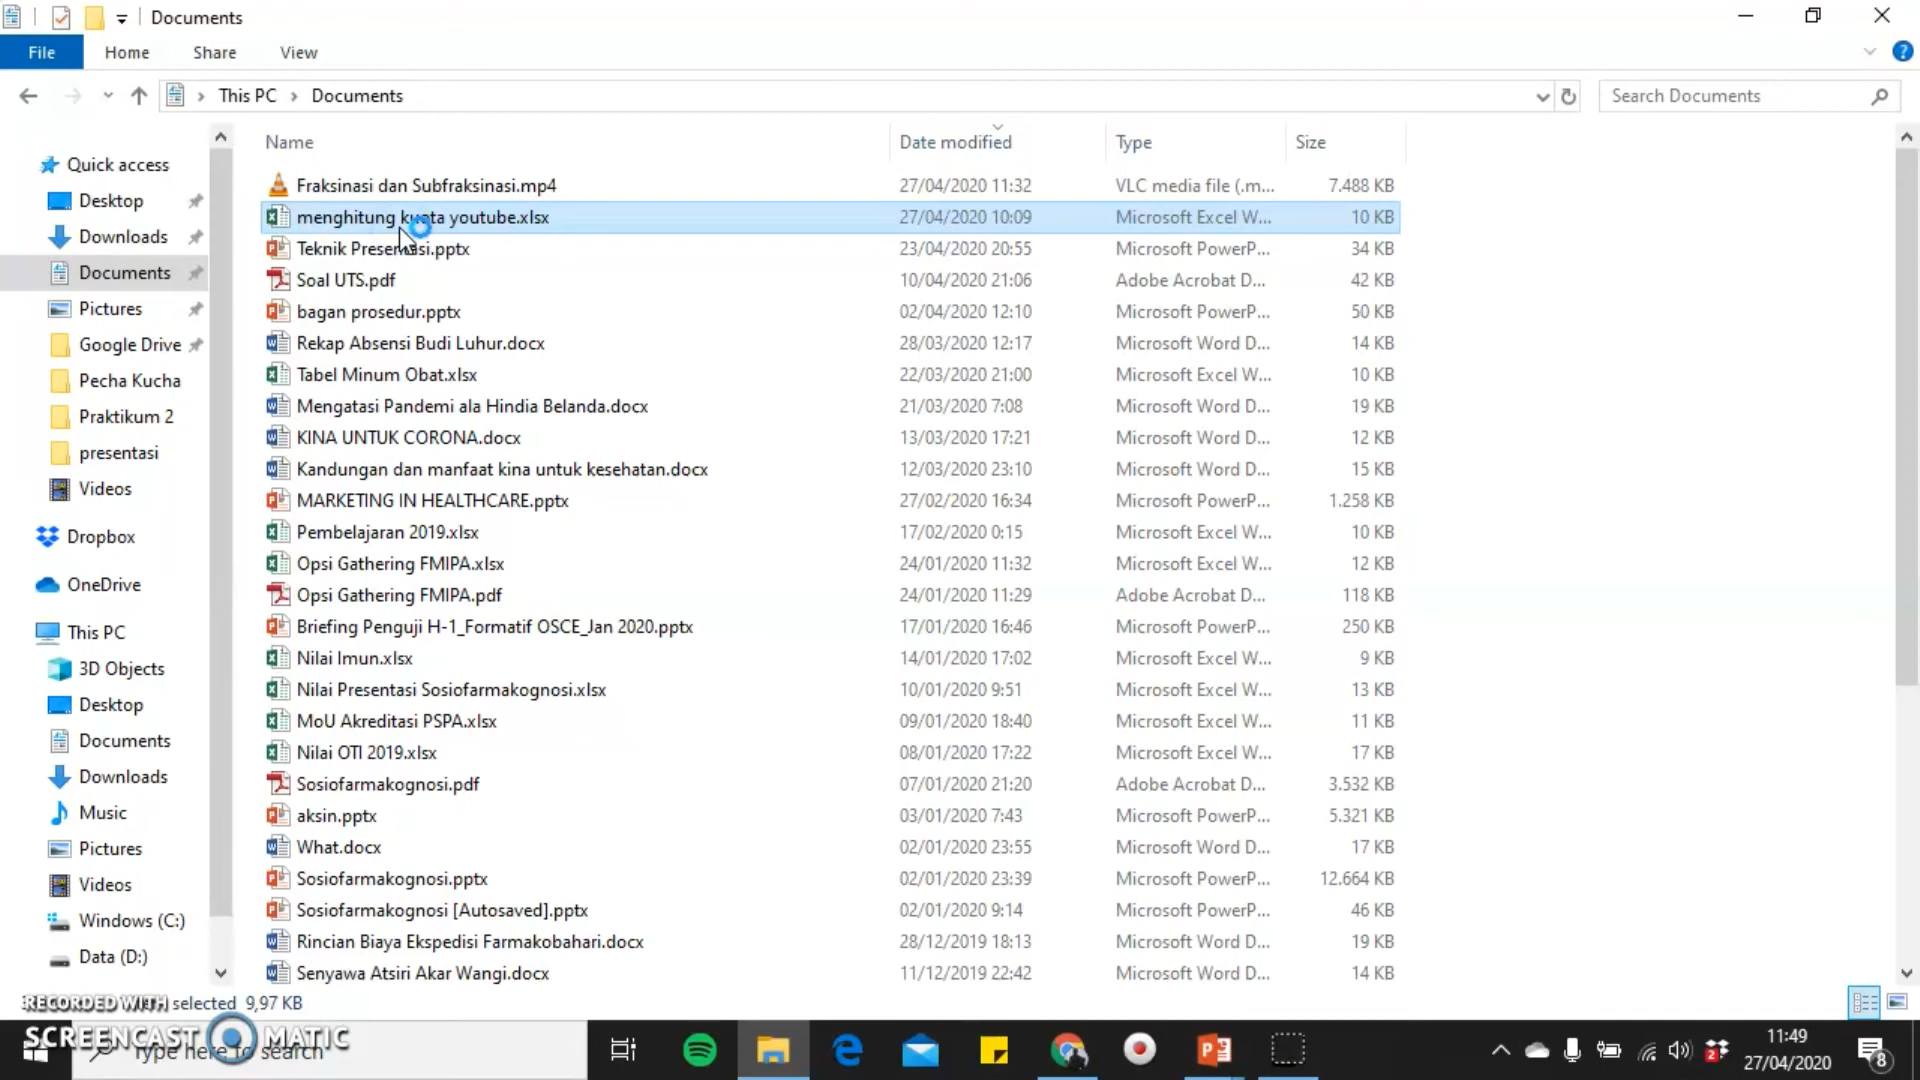 Documents
File Home Share View
This PC > Documents
Search Documents
Name Date modified Type Size
Quick access
Desktop
Downloads
Documents
Pictures
Google Drive
Pecha Kucha
Praktikum 2
presentasi
Videos
Dropbox
OneDrive
This PC
3D Objects
Desktop
Documents
Downloads
Music
Pictures
Videos
Windows (C:)
Data (D:)
Fraksinasi dan Subfraksinasi.mp4 27/04/2020 11:32 VLC media file (.m... 7.488 KB
menghitung kuota youtube.xlsx 27/04/2020 10:09 Microsoft Excel W... 10 KB
Teknik Presentasi.pptx 23/04/2020 20:55 Microsoft PowerP... 34 KB
Soal UTS.pdf 10/04/2020 21:06 Adobe Acrobat D... 42 KB
bagan prosedur.pptx 02/04/2020 12:10 Microsoft PowerP... 50 KB
Rekap Absensi Budi Luhur.docx 28/03/2020 12:17 Microsoft Word D... 14 KB
Tabel Minum Obat.xlsx 22/03/2020 21:00 Microsoft Excel W... 10 KB
Mengatasi Pandemi ala Hindia Belanda.docx 21/03/2020 7:08 Microsoft Word D... 19 KB
KINA UNTUK CORONA.docx 13/03/2020 17:21 Microsoft Word D... 12 KB
Kandungan dan manfaat kina untuk kesehatan.docx 12/03/2020 23:10 Microsoft Word D... 15 KB
MARKETING IN HEALTHCARE.pptx 27/02/2020 16:34 Microsoft PowerP... 1.258 KB
Pembelajaran 2019.xlsx 17/02/2020 0:15 Microsoft Excel W... 10 KB
Opsi Gathering FMIPA.xlsx 24/01/2020 11:32 Microsoft Excel W... 12 KB
Opsi Gathering FMIPA.pdf 24/01/2020 11:29 Adobe Acrobat D... 118 KB
Briefing Penguji H-1_Formatif OSCE_Jan 2020.pptx 17/01/2020 16:46 Microsoft PowerP... 250 KB
Nilai Imun.xlsx 14/01/2020 17:02 Microsoft Excel W... 9 KB
Nilai Presentasi Sosiofarmakognosi.xlsx 10/01/2020 9:51 Microsoft Excel W... 13 KB
MoU Akreditasi PSPA.xlsx 09/01/2020 18:40 Microsoft Excel W... 11 KB
Nilai OTI 2019.xlsx 08/01/2020 17:22 Microsoft Excel W... 17 KB
Sosiofarmakognosi.pdf 07/01/2020 21:20 Adobe Acrobat D... 3.532 KB
aksin.pptx 03/01/2020 7:43 Microsoft PowerP... 5.321 KB
What.docx 02/01/2020 23:55 Microsoft Word D... 17 KB
Sosiofarmakognosi.pptx 02/01/2020 23:39 Microsoft PowerP... 12.664 KB
Sosiofarmakognosi [Autosaved].pptx 02/01/2020 9:14 Microsoft PowerP... 46 KB
Rincian Biaya Ekspedisi Farmakobahari.docx 28/12/2019 18:13 Microsoft Word D... 19 KB
Senyawa Atsiri Akar Wangi.docx 11/12/2019 22:42 Microsoft Word D... 14 KB
selected 9,97 KB
RECORDED WITH
SCREENCAST MATIC
Type here to search
2
11:49
27/04/2020
8